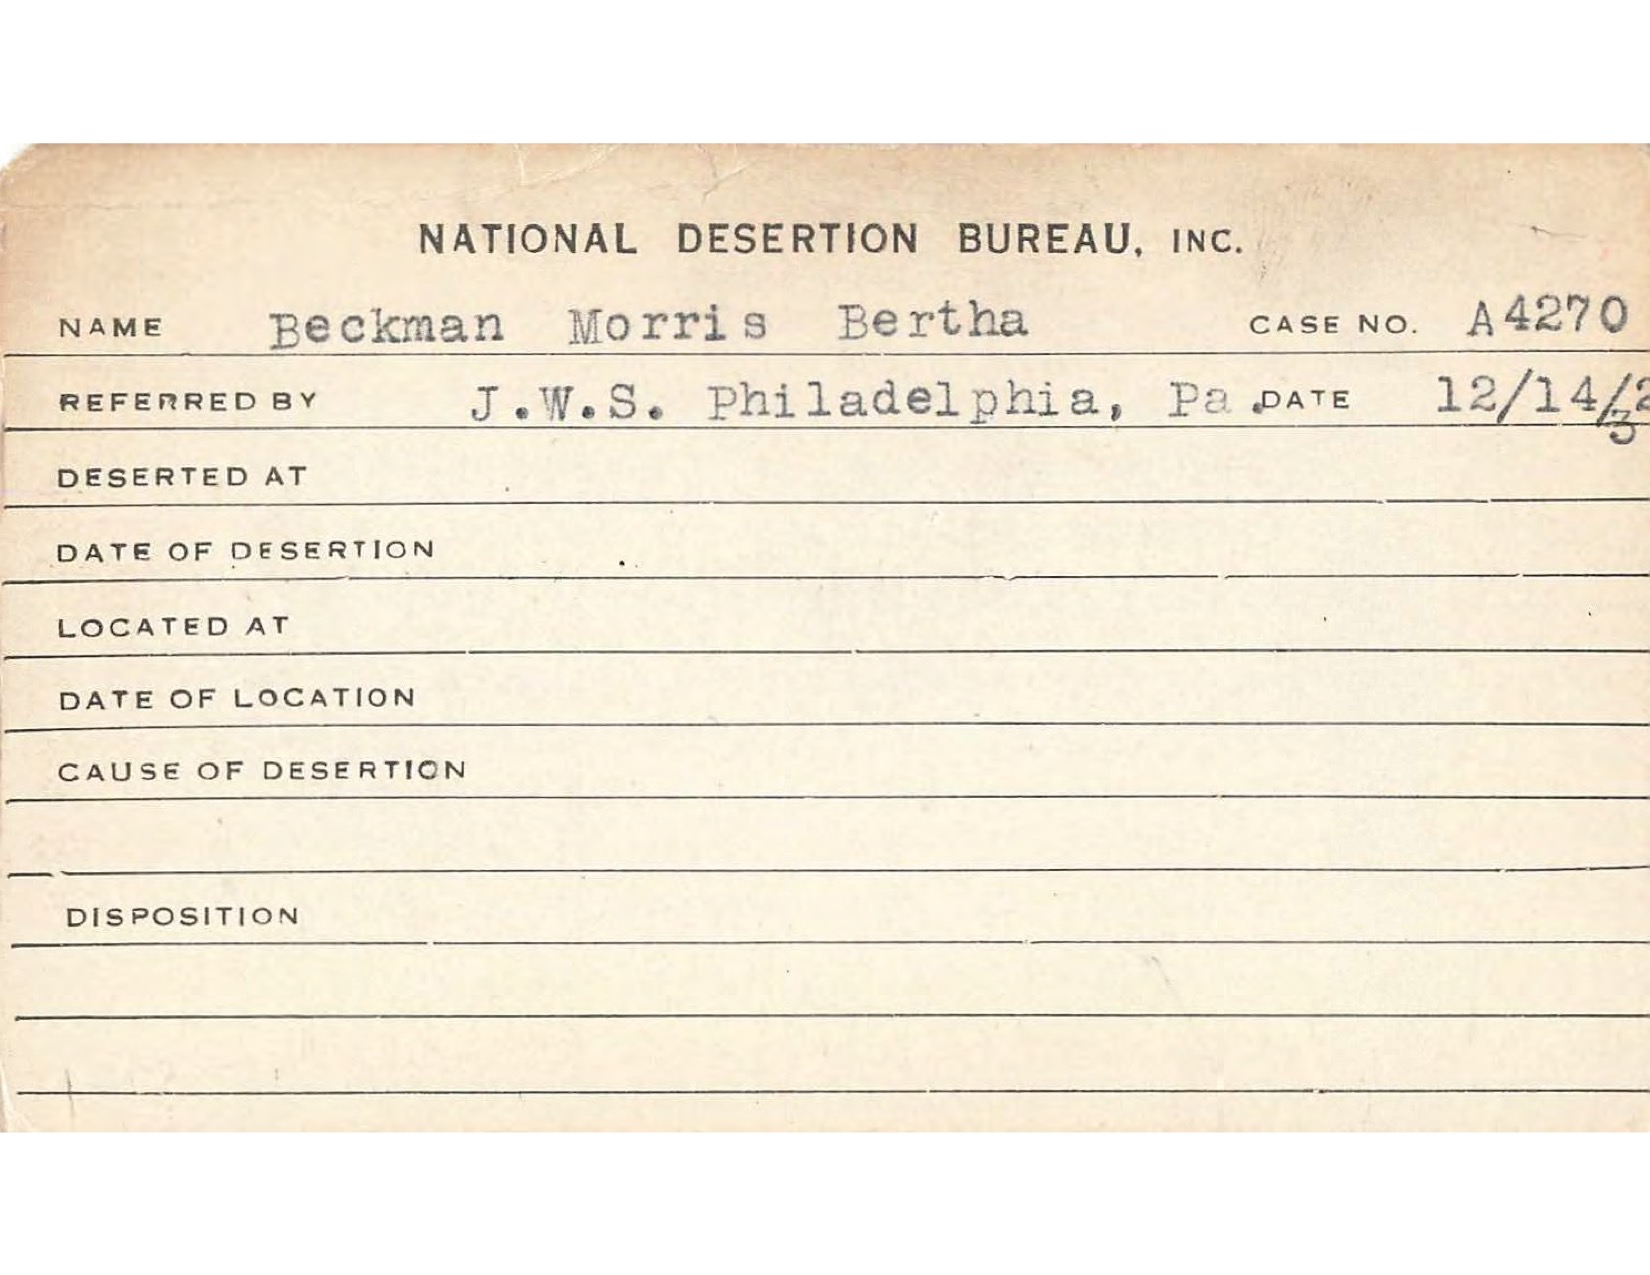 NATIONAL DESERTION BUREAU, INC.
NAME Beckman Morris Bertha CASE NO. A4270
REFERRED BY J.W.S. Philadelphia, Pa. DATE 12/14/23
DESERTED AT
DATE OF DESERTION
LOCATED AT
DATE OF LOCATION
CAUSE OF DESERTION
DISPOSITION